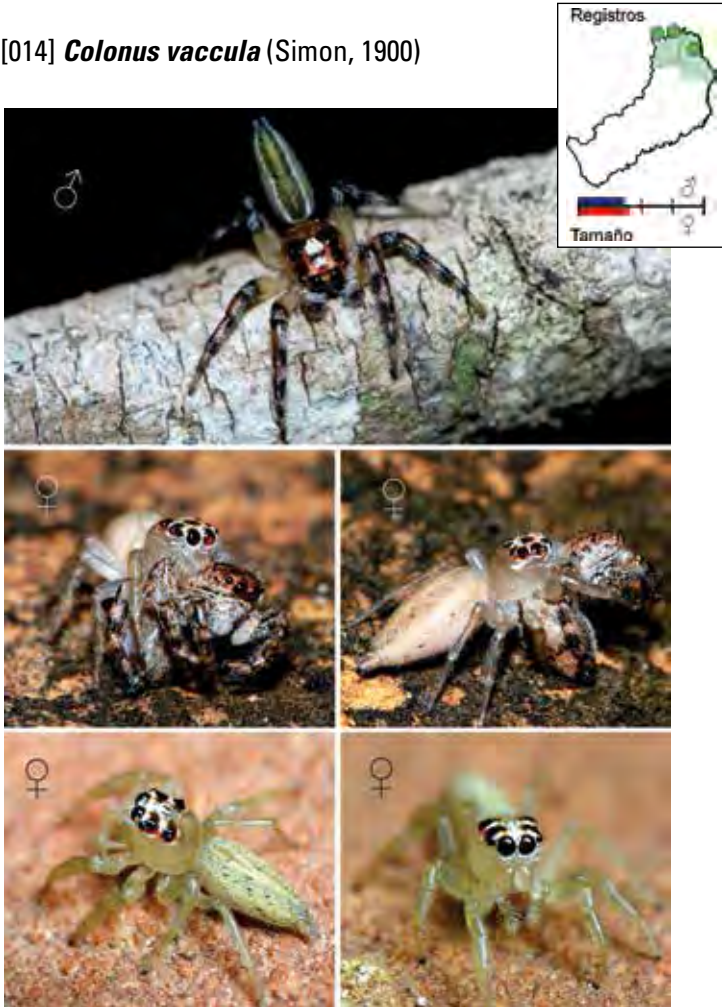 [014] Colonus vaccula (Simon, 1900)
Registros
♂
♀
Tamaño
♂
♀
♀
♀
♀